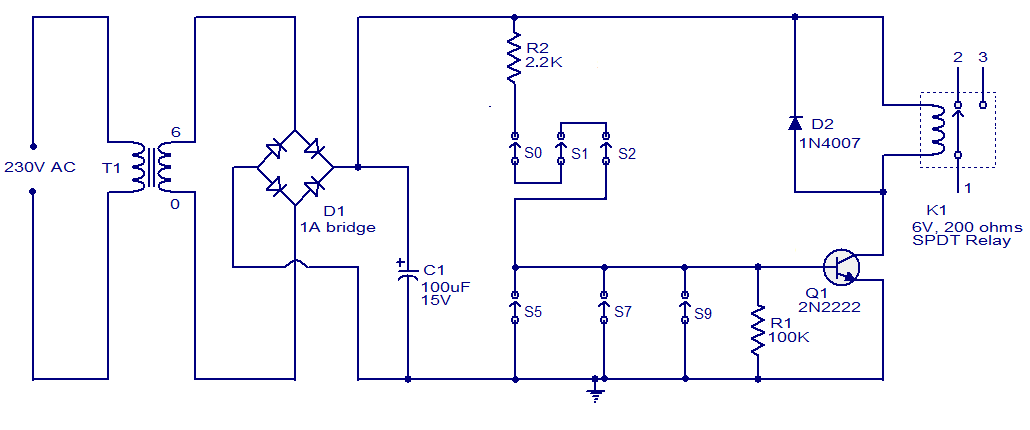 230V AC
T1
6
0
D1
1A bridge
+
C1
100uF
15V
R2
2.2K
S0
S1
S2
S5
S7
S9
R1
100K
D2
1N4007
Q1
2N2222
2
3
1
K1
6V, 200 ohms
SPDT Relay